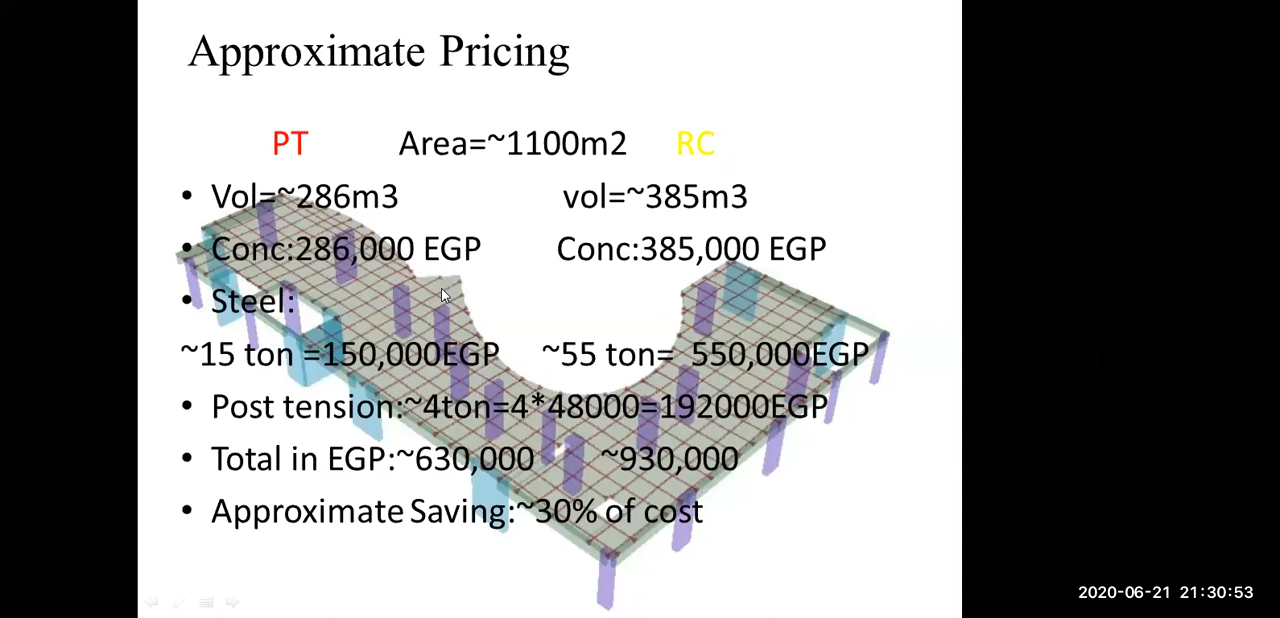 Approximate Pricing
PT Area=~1100m2 RC
• Vol=~286m3 vol=~385m3
• Conc:286,000 EGP Conc:385,000 EGP
• Steel:
~15 ton =150,000EGP ~55 ton= 550,000EGP
• Post tension:~4ton=4*48000=192000EGP
• Total in EGP:~630,000 ~930,000
• Approximate Saving:~30% of cost
2020-06-21 21:30:53